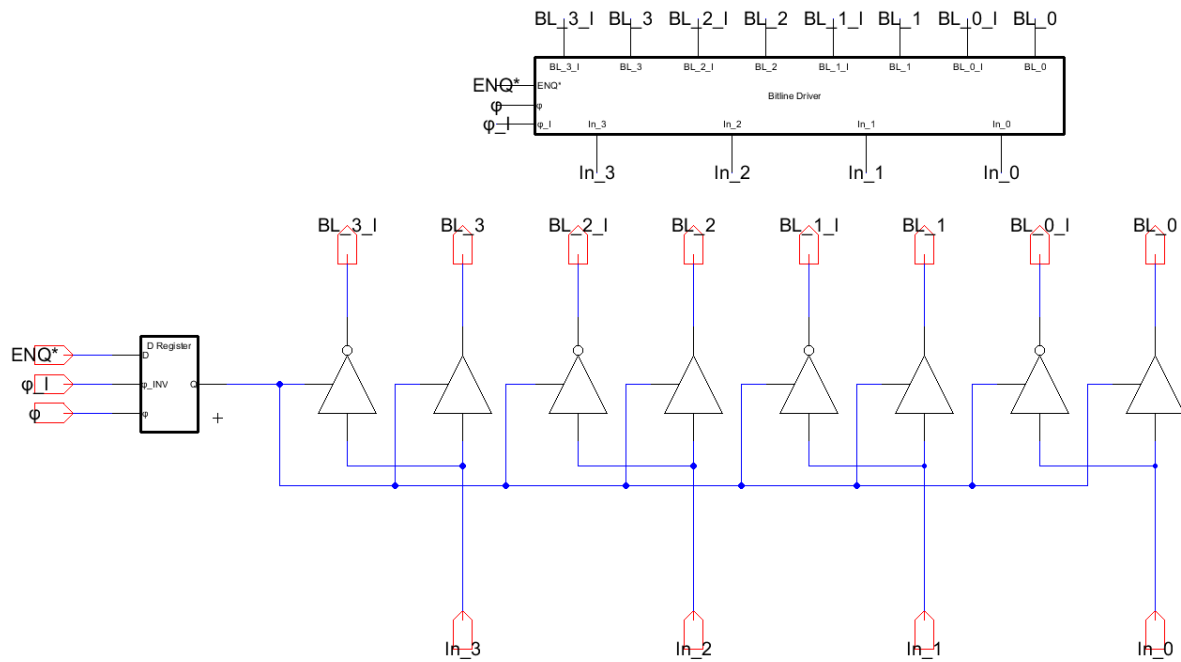 BL_3_I BL_3 BL_2_I BL_2 BL_1_I BL_1 BL_0_I BL_0
BL_3_I BL_3 BL_2_I BL_2 BL_1_I BL_1 BL_0_I BL_0
ENQ* ENQ*
Bitline Driver
φ φ
φ_I φ_I In_3 In_2 In_1 In_0
In_3 In_2 In_1 In_0
BL_3_I BL_3 BL_2_I BL_2 BL_1_I BL_1 BL_0_I BL_0
D Register
ENQ* D
φ_I φ_INV Q
φ φ
In_3 In_2 In_1 In_0